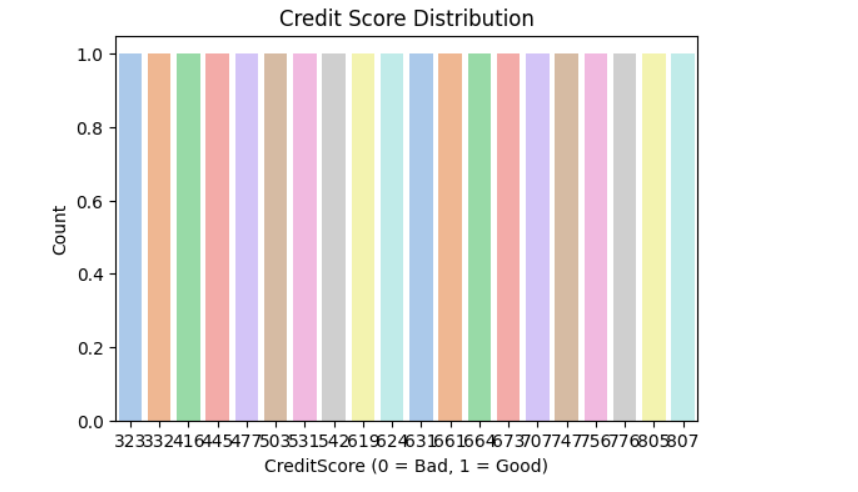 Credit Score Distribution
1.0
0.8
0.6
0.4
0.2
0.0
Count
323 332 416 445 477 503 531 542 619 624 631 661 664 673 707 747 756 776 805 807
CreditScore (0 = Bad, 1 = Good)